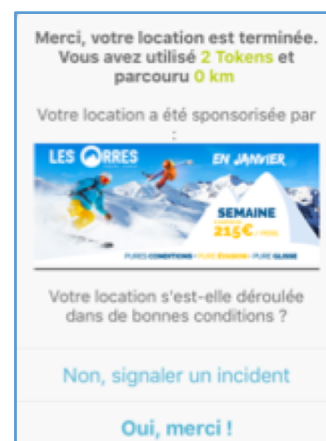 Merci, votre location est terminée.
Vous avez utilisé 2 Tokens et
parcouru 0 km
Votre location a été sponsorisée par
:
LES ORRES EN JANVIER
SEMAINE
215€
PURES CONDITIONS • PURE ÉVASION • PURE GLISSE
Votre location s'est-elle déroulée
dans de bonnes conditions ?
Non, signaler un incident
Oui, merci !